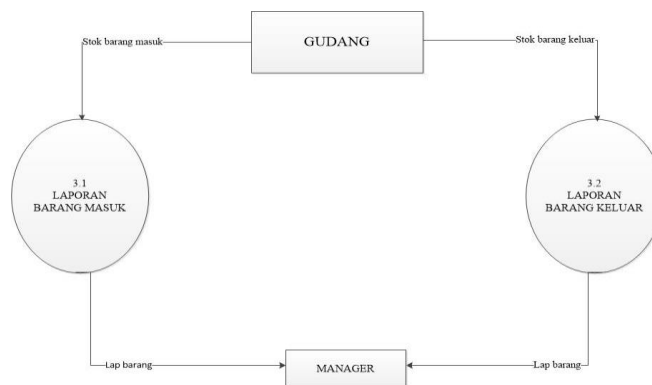 GUDANG
Stok barang masuk
Stok barang keluar
3.1
LAPORAN
BARANG MASUK
3.2
LAPORAN
BARANG KELUAR
Lap barang
MANAGER
Lap barang